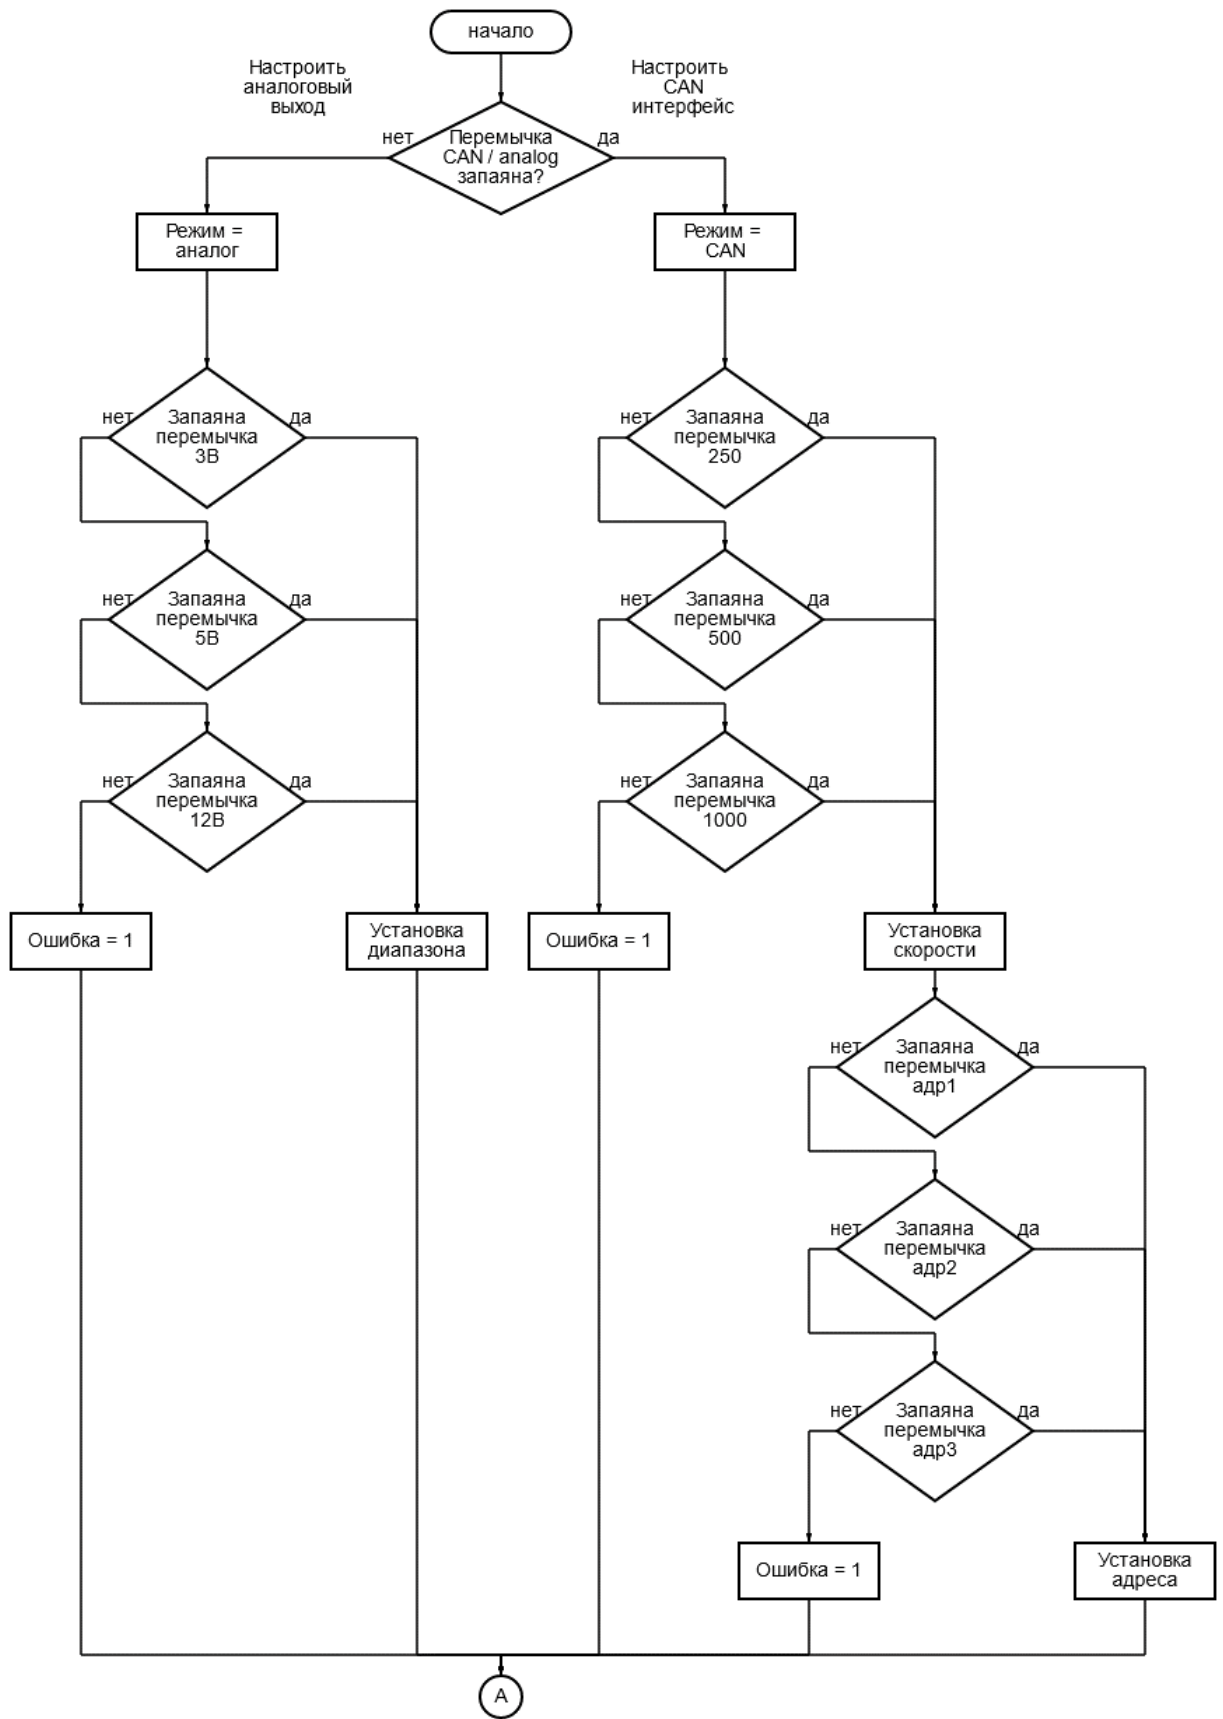 начало
Настроить
аналоговый
выход
Настроить
CAN
интерфейс
нет
Перемычка
CAN / analog
запаяна?
да
Режим =
аналог
Режим =
CAN
нет
Запаяна
перемычка
3В
да
нет
Запаяна
перемычка
250
да
нет
Запаяна
перемычка
5В
да
нет
Запаяна
перемычка
500
да
нет
Запаяна
перемычка
12В
да
нет
Запаяна
перемычка
1000
да
Ошибка = 1
Установка
диапазона
Ошибка = 1
Установка
скорости
нет
Запаяна
перемычка
адр1
да
нет
Запаяна
перемычка
адр2
да
нет
Запаяна
перемычка
адр3
да
Ошибка = 1
Установка
адреса
А